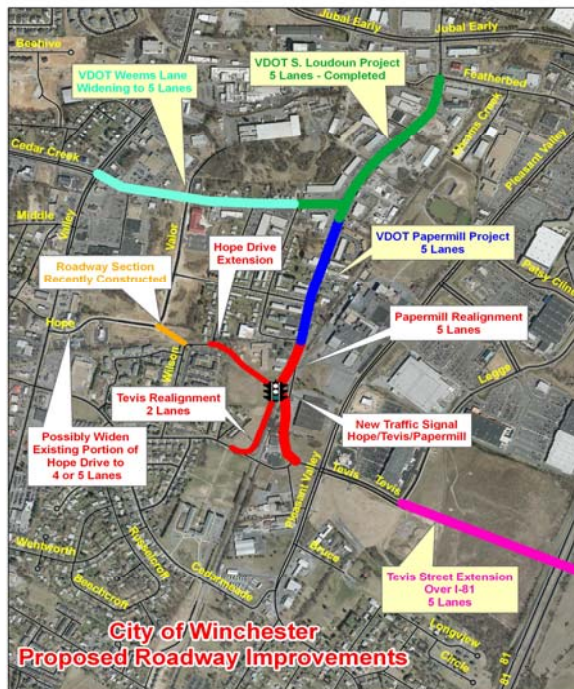 Jubal Early
Jubal Early
Beehive
VDOT S. Loudoun Project
5 Lanes - Completed
VDOT Weems Lane
Widening to 5 Lanes
Featherbed
Cedar Creek
Pleasant Valley
Middle
Valley
Valor
Hope Drive
Extension
VDOT Papermill Project
5 Lanes
Roadway Section
Recently Constructed
Hope
Wilson
Papermill Realignment
5 Lanes
Leggs
Tevis Realignment
2 Lanes
New Traffic Signal
Hope/Tevis/Papermill
Possibly Widen
Existing Portion of
Hope Drive to
4 or 5 Lanes
Pleasant Valley
Tevis
Tevis
Wentworth
Russelcroft
Beechcroft
Cedarmeade
Bruce
Tevis Street Extension
Over I-81
5 Lanes
Longview
Circle
81
81
City of Winchester
Proposed Roadway Improvements